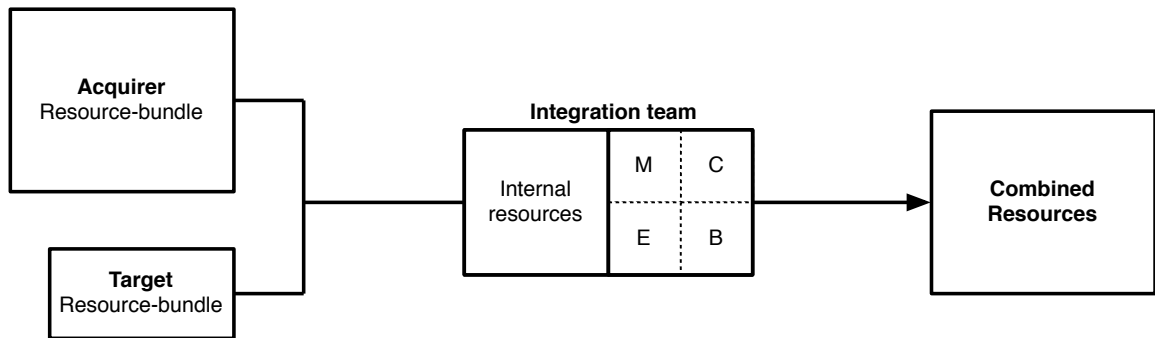 Acquirer
Resource-bundle
Target
Resource-bundle
Integration team
Internal
resources
M
C
E
B
Combined
Resources